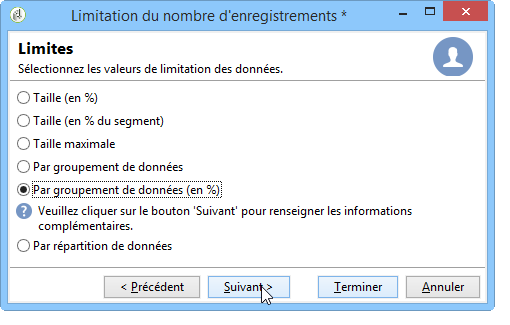 Limitation du nombre d'enregistrements *
Limites
Sélectionnez les valeurs de limitation des données.
Taille (en %)
Taille (en % du segment)
Taille maximale
Par groupement de données
Par groupement de données (en %)
? Veuillez cliquer sur le bouton 'Suivant' pour renseigner les informations
complémentaires.
Par répartition de données
< Précédent Suivant > Terminer Annuler